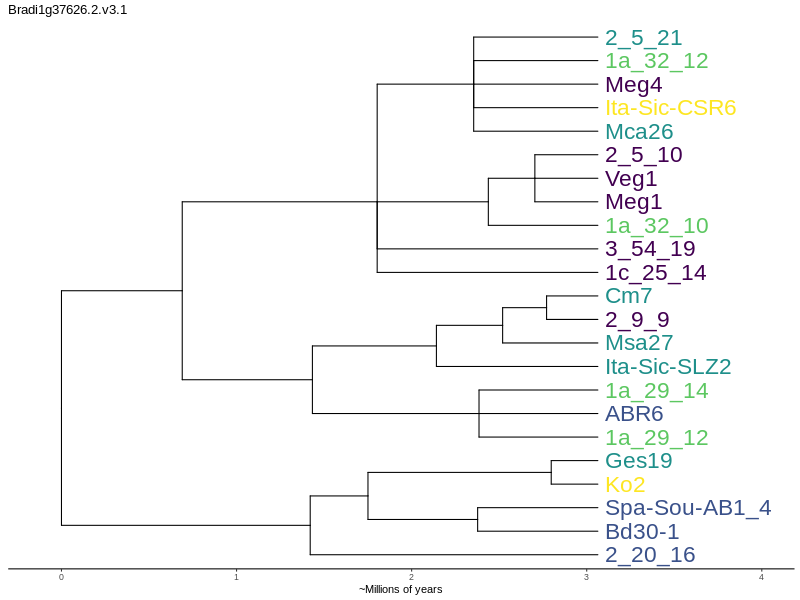 Bradi1g37626.2.v3.1
2_5_21
1a_32_12
Meg4
Ita-Sic-CSR6
Mca26
2_5_10
Veg1
Meg1
1a_32_10
3_54_19
1c_25_14
Cm7
2_9_9
Msa27
Ita-Sic-SLZ2
1a_29_14
ABR6
1a_29_12
Ges19
Ko2
Spa-Sou-AB1_4
Bd30-1
2_20_16
0 1 2 3 4
~Millions of years